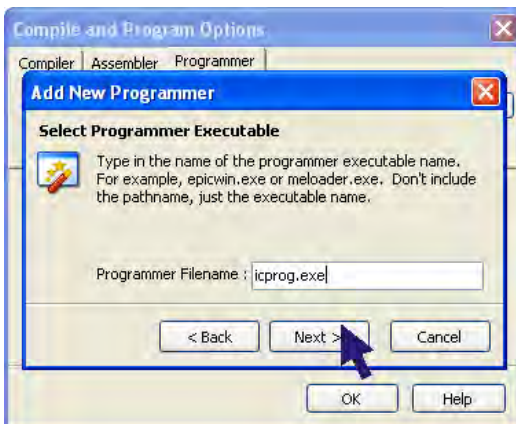 Compile and Program Options
Compiler Assembler Programmer
Add New Programmer
Select Programmer Executable
Type in the name of the programmer executable name.
For example, epicwin.exe or meloader.exe. Don't include
the pathname, just the executable name.
Programmer Filename : icprog.exe
< Back Next > Cancel
OK Help